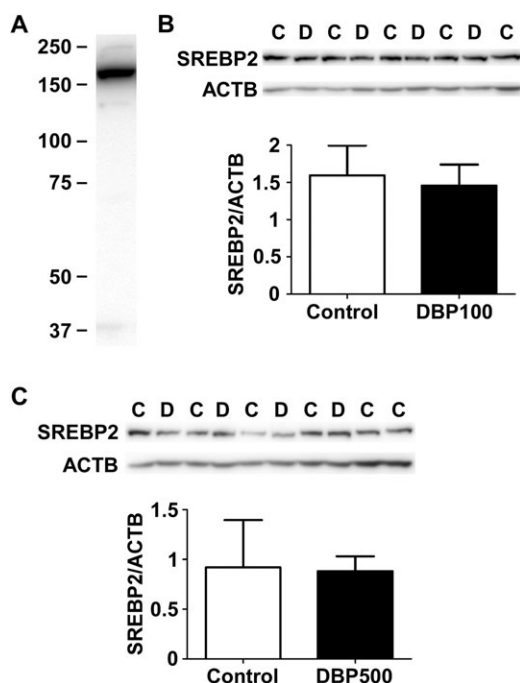 A
250
150
100
75
50
37
B
C D C D C D C D C
SREBP2
ACTB
SREBP2/ACTB
2
1.5
1
0.5
0
Control DBP100
C
C D C D C D C D C C
SREBP2
ACTB
SREBP2/ACTB
1.5
1
0.5
0
Control DBP500